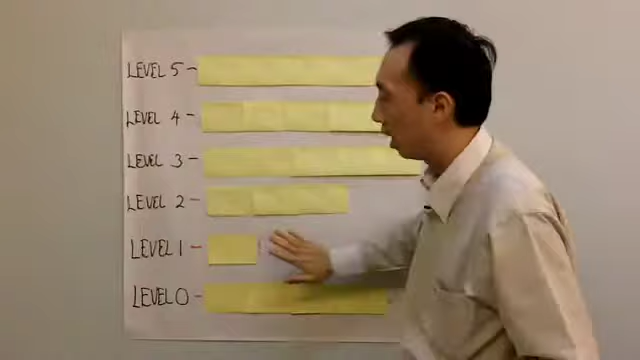 LEVEL 5 -
LEVEL 4 -
LEVEL 3 -
LEVEL 2 -
LEVEL 1 -
LEVEL 0 -